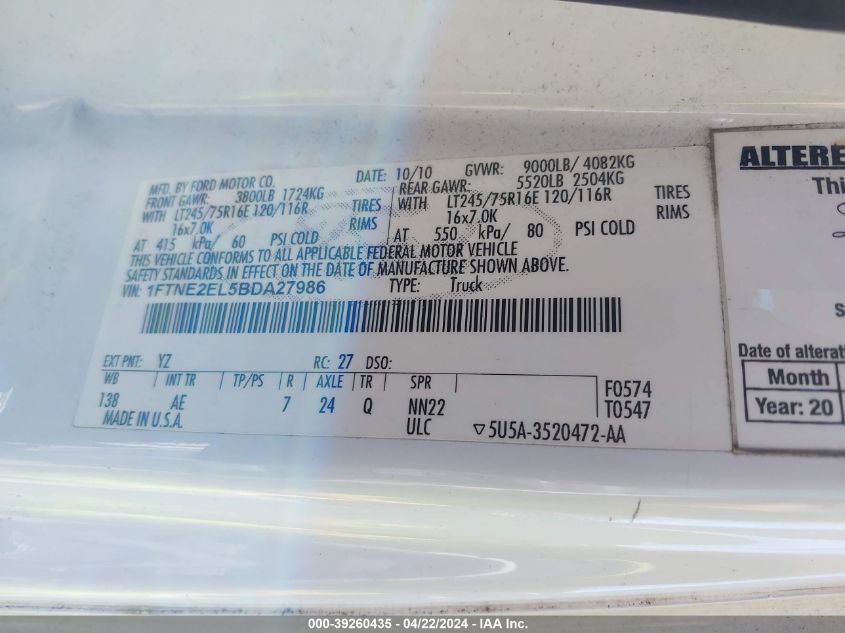 MFD. BY FORD MOTOR CO. DATE: 10/10 GVWR: 9000LB/ 4082KG
FRONT GAWR: 3800LB 1724KG REAR GAWR: 5520LB 2504KG
WITH LT245/75R16E 120/116R TIRES WITH LT245/75R16E 120/116R TIRES
16x7.0K RIMS 16x7.0K RIMS
AT 415 kPa/ 60 PSI COLD AT 550 kPa/ 80 PSI COLD
THIS VEHICLE CONFORMS TO ALL APPLICABLE FEDERAL MOTOR VEHICLE
SAFETY STANDARDS IN EFFECT ON THE DATE OF MANUFACTURE SHOWN ABOVE.
VIN: 1FTNE2EL5BDA27986 TYPE: Truck
EXT PNT: YZ RC: 27 DSO:
WB INT TR TP/PS R AXLE TR SPR F0574
138 AE 7 24 Q NN22 T0547
MADE IN U.S.A. ULC ▽5U5A-3520472-AA
ALTERE
Thi
S
Date of alterati
Month
Year: 20
000-39260435 - 04/22/2024 - IAA Inc.